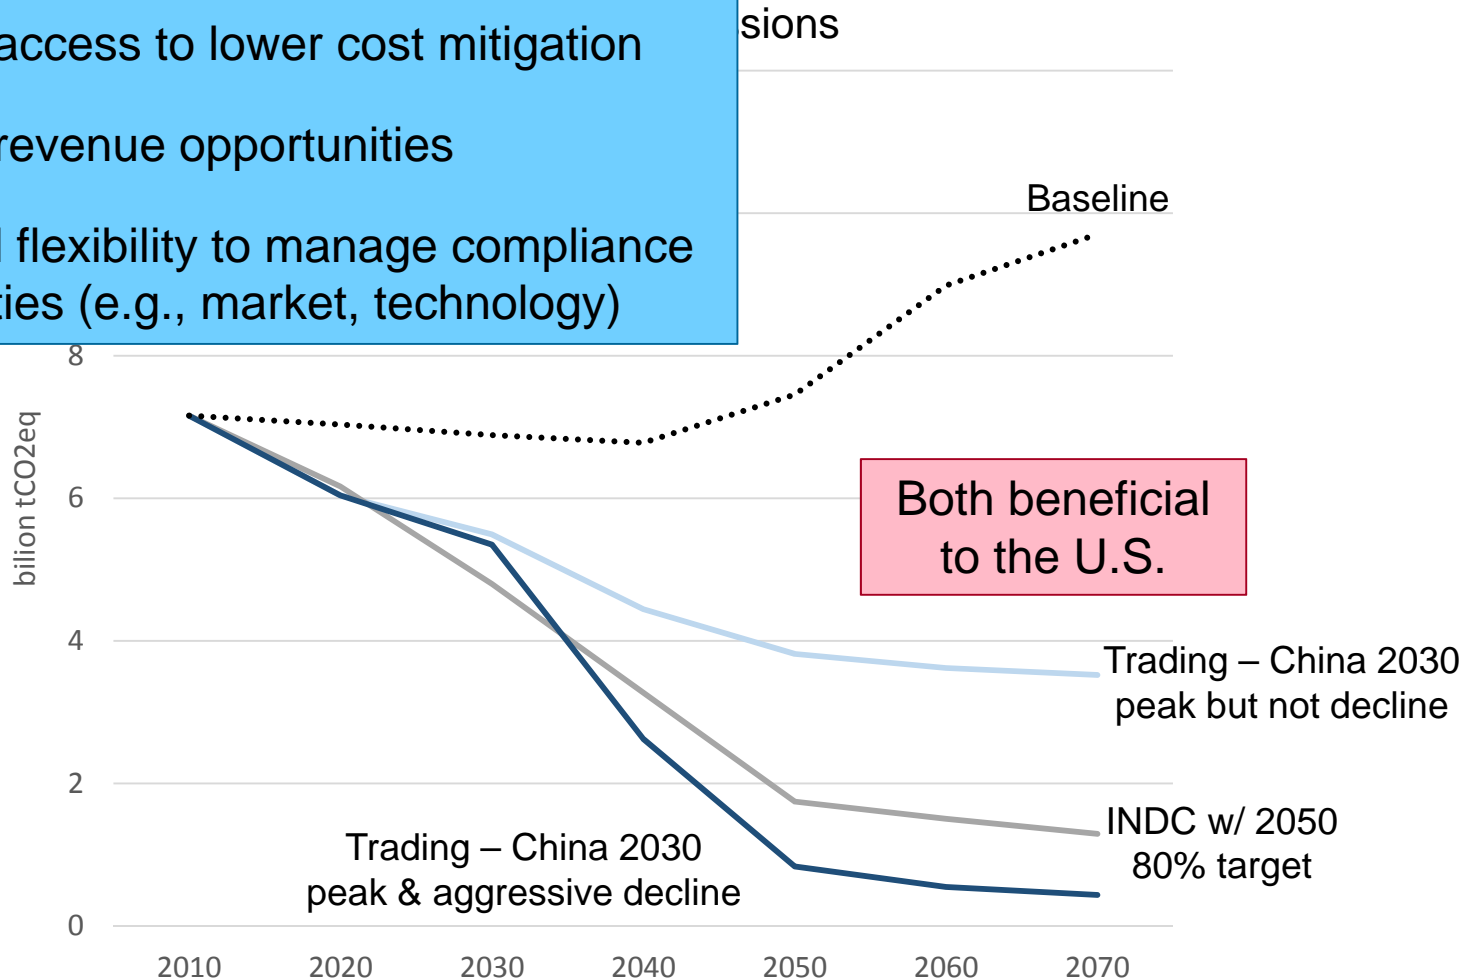 sions
access to lower cost mitigation
revenue opportunities
flexibility to manage compliance
ties (e.g., market, technology)
Baseline
8
bilion tCO2eq
6
Both beneficial
to the U.S.
4
Trading – China 2030
peak but not decline
2
INDC w/ 2050
80% target
Trading – China 2030
peak & aggressive decline
0
2010 2020 2030 2040 2050 2060 2070